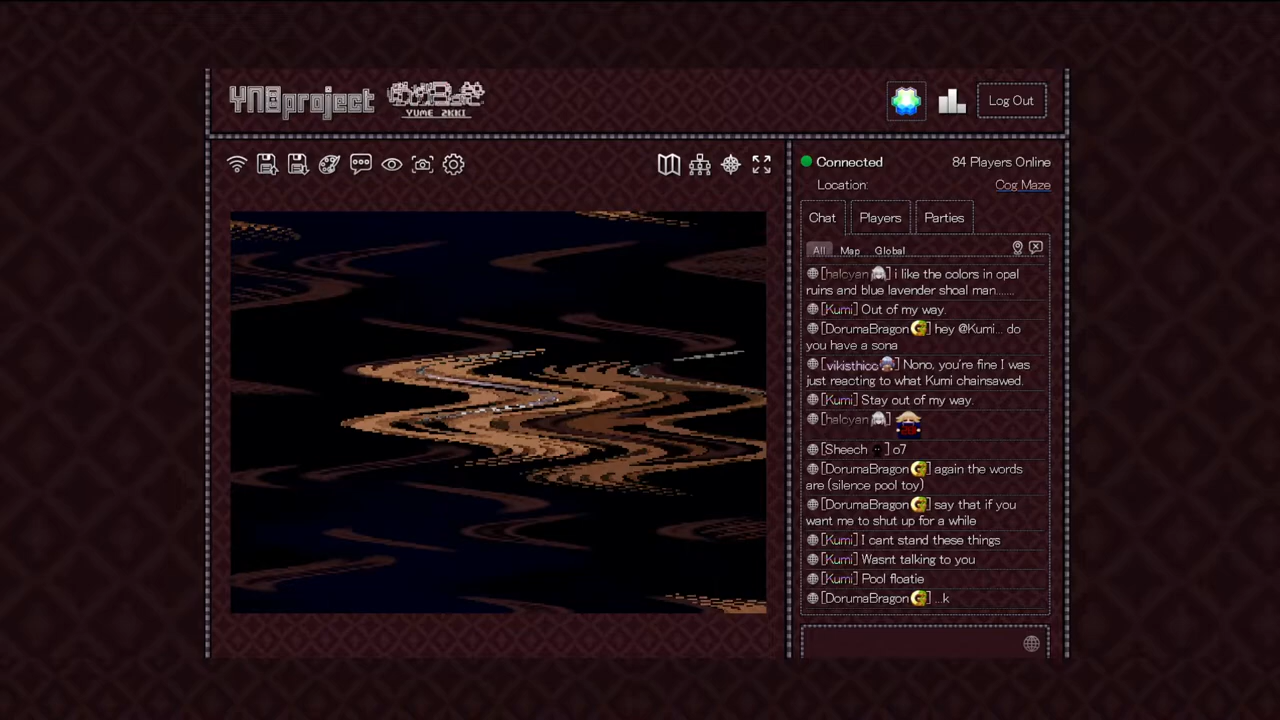 YNOproject
YUME 2KKI
Log Out
Connected
84 Players Online
Location:
Cog Maze
Chat
Players
Parties
All
Map
Global
[halcyan] i like the colors in opal
ruins and blue lavender shoal man......
[Kumi] Out of my way.
[DorumaBragon] hey @Kumi... do
you have a sona
[vikisthicc] Nono, you're fine I was
just reacting to what Kumi chainsawed.
[Kumi] Stay out of my way.
[halcyan]
[Sheech] o7
[DorumaBragon] again the words
are (silence pool toy)
[DorumaBragon] say that if you
want me to shut up for a while
[Kumi] I cant stand these things
[Kumi] Wasnt talking to you
[Kumi] Pool floatie
[DorumaBragon] ...k